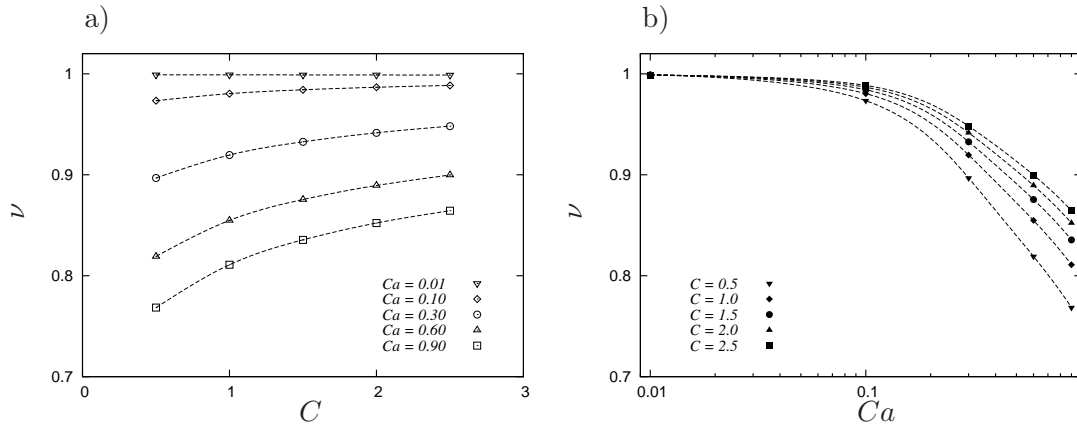 a)
1
0.9
0.8
0.7
ν
0
1
2
3
C
Ca = 0.01
Ca = 0.10
Ca = 0.30
Ca = 0.60
Ca = 0.90
b)
1
0.9
0.8
0.7
ν
0.01
0.1
Ca
C = 0.5
C = 1.0
C = 1.5
C = 2.0
C = 2.5